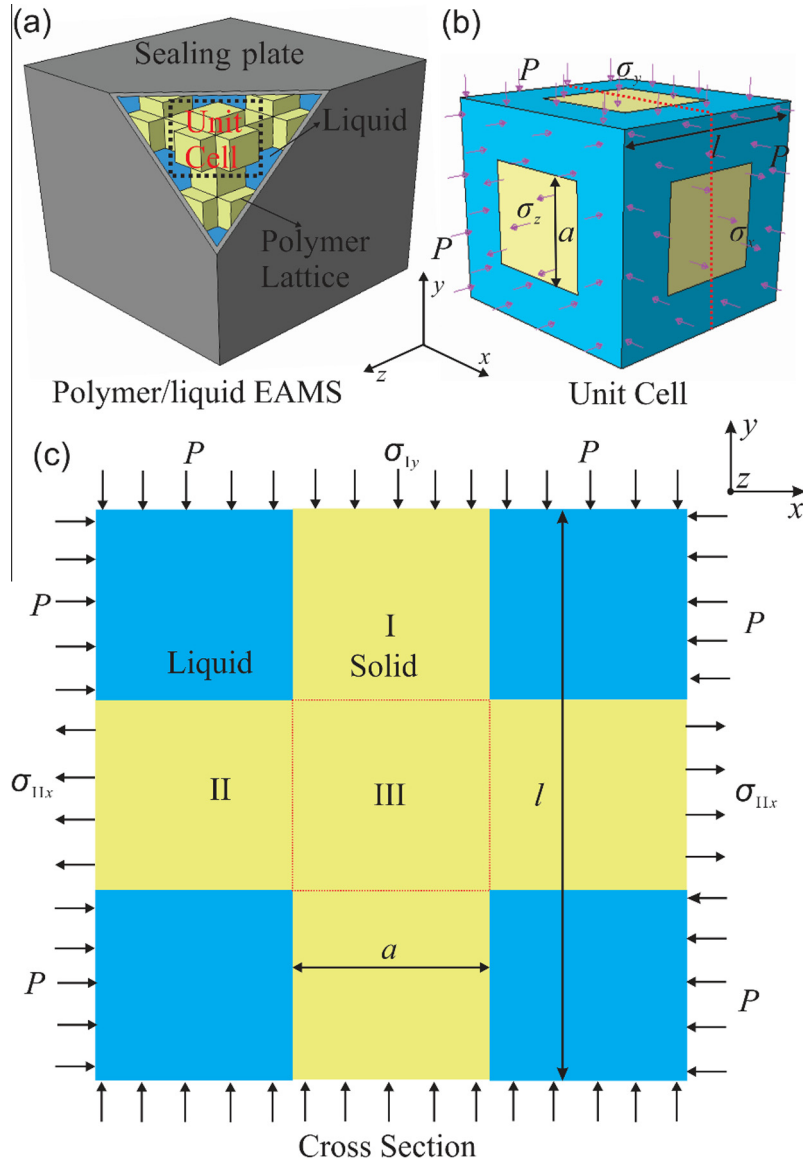 (a)
Sealing plate
Unit
Cell
Liquid
Polymer
Lattice
Polymer/liquid EAMS
y
x
z
(b)
P
σy
l
P
σz
a
σx
P
Unit Cell
(c)
P
σIy
P
y
z
x
P
I
P
Liquid
Solid
σIIx
II
III
l
σIIx
a
P
P
Cross Section